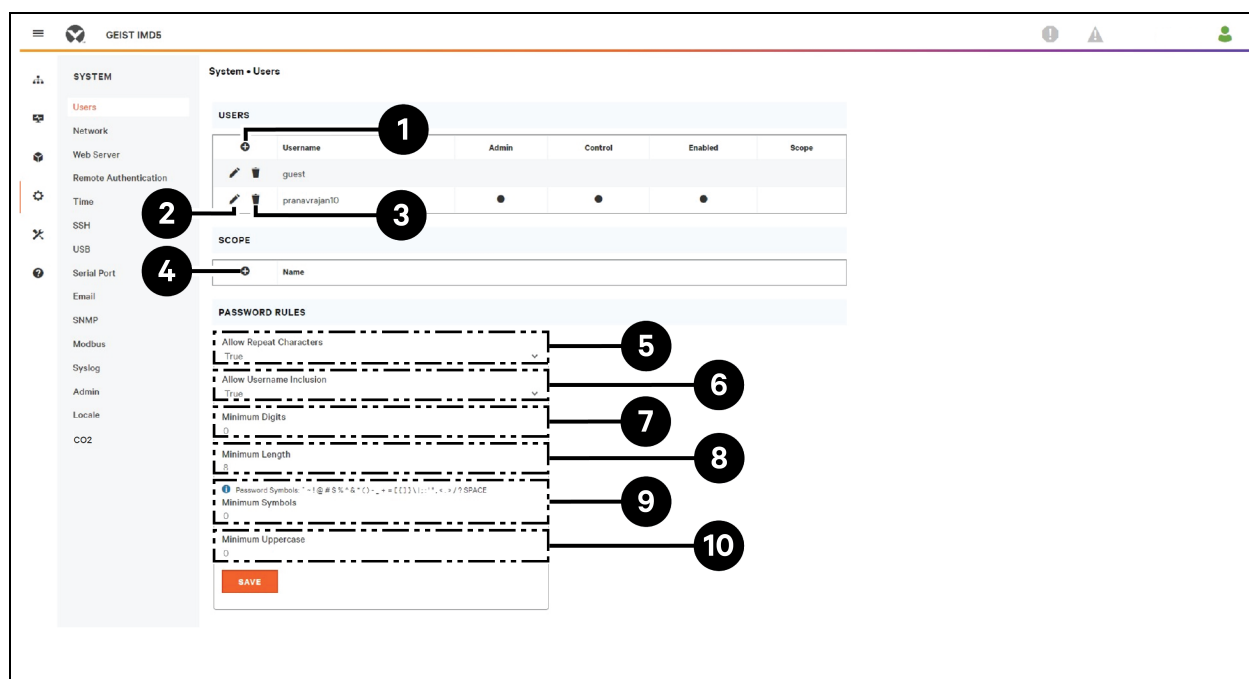 GEIST IMD5
SYSTEM
Users
Network
Web Server
Remote Authentication
Time
SSH
USB
Serial Port
Email
SNMP
Modbus
Syslog
Admin
Locale
CO2
System • Users
USERS
1
Username Admin Control Enabled Scope
guest
pranavrajan10
2
3
SCOPE
4
Name
PASSWORD RULES
Allow Repeat Characters
True
5
Allow Username Inclusion
True
6
Minimum Digits
0
7
Minimum Length
8
8
Password Symbols: SPACE
Minimum Symbols
0
9
Minimum Uppercase
0
10
SAVE